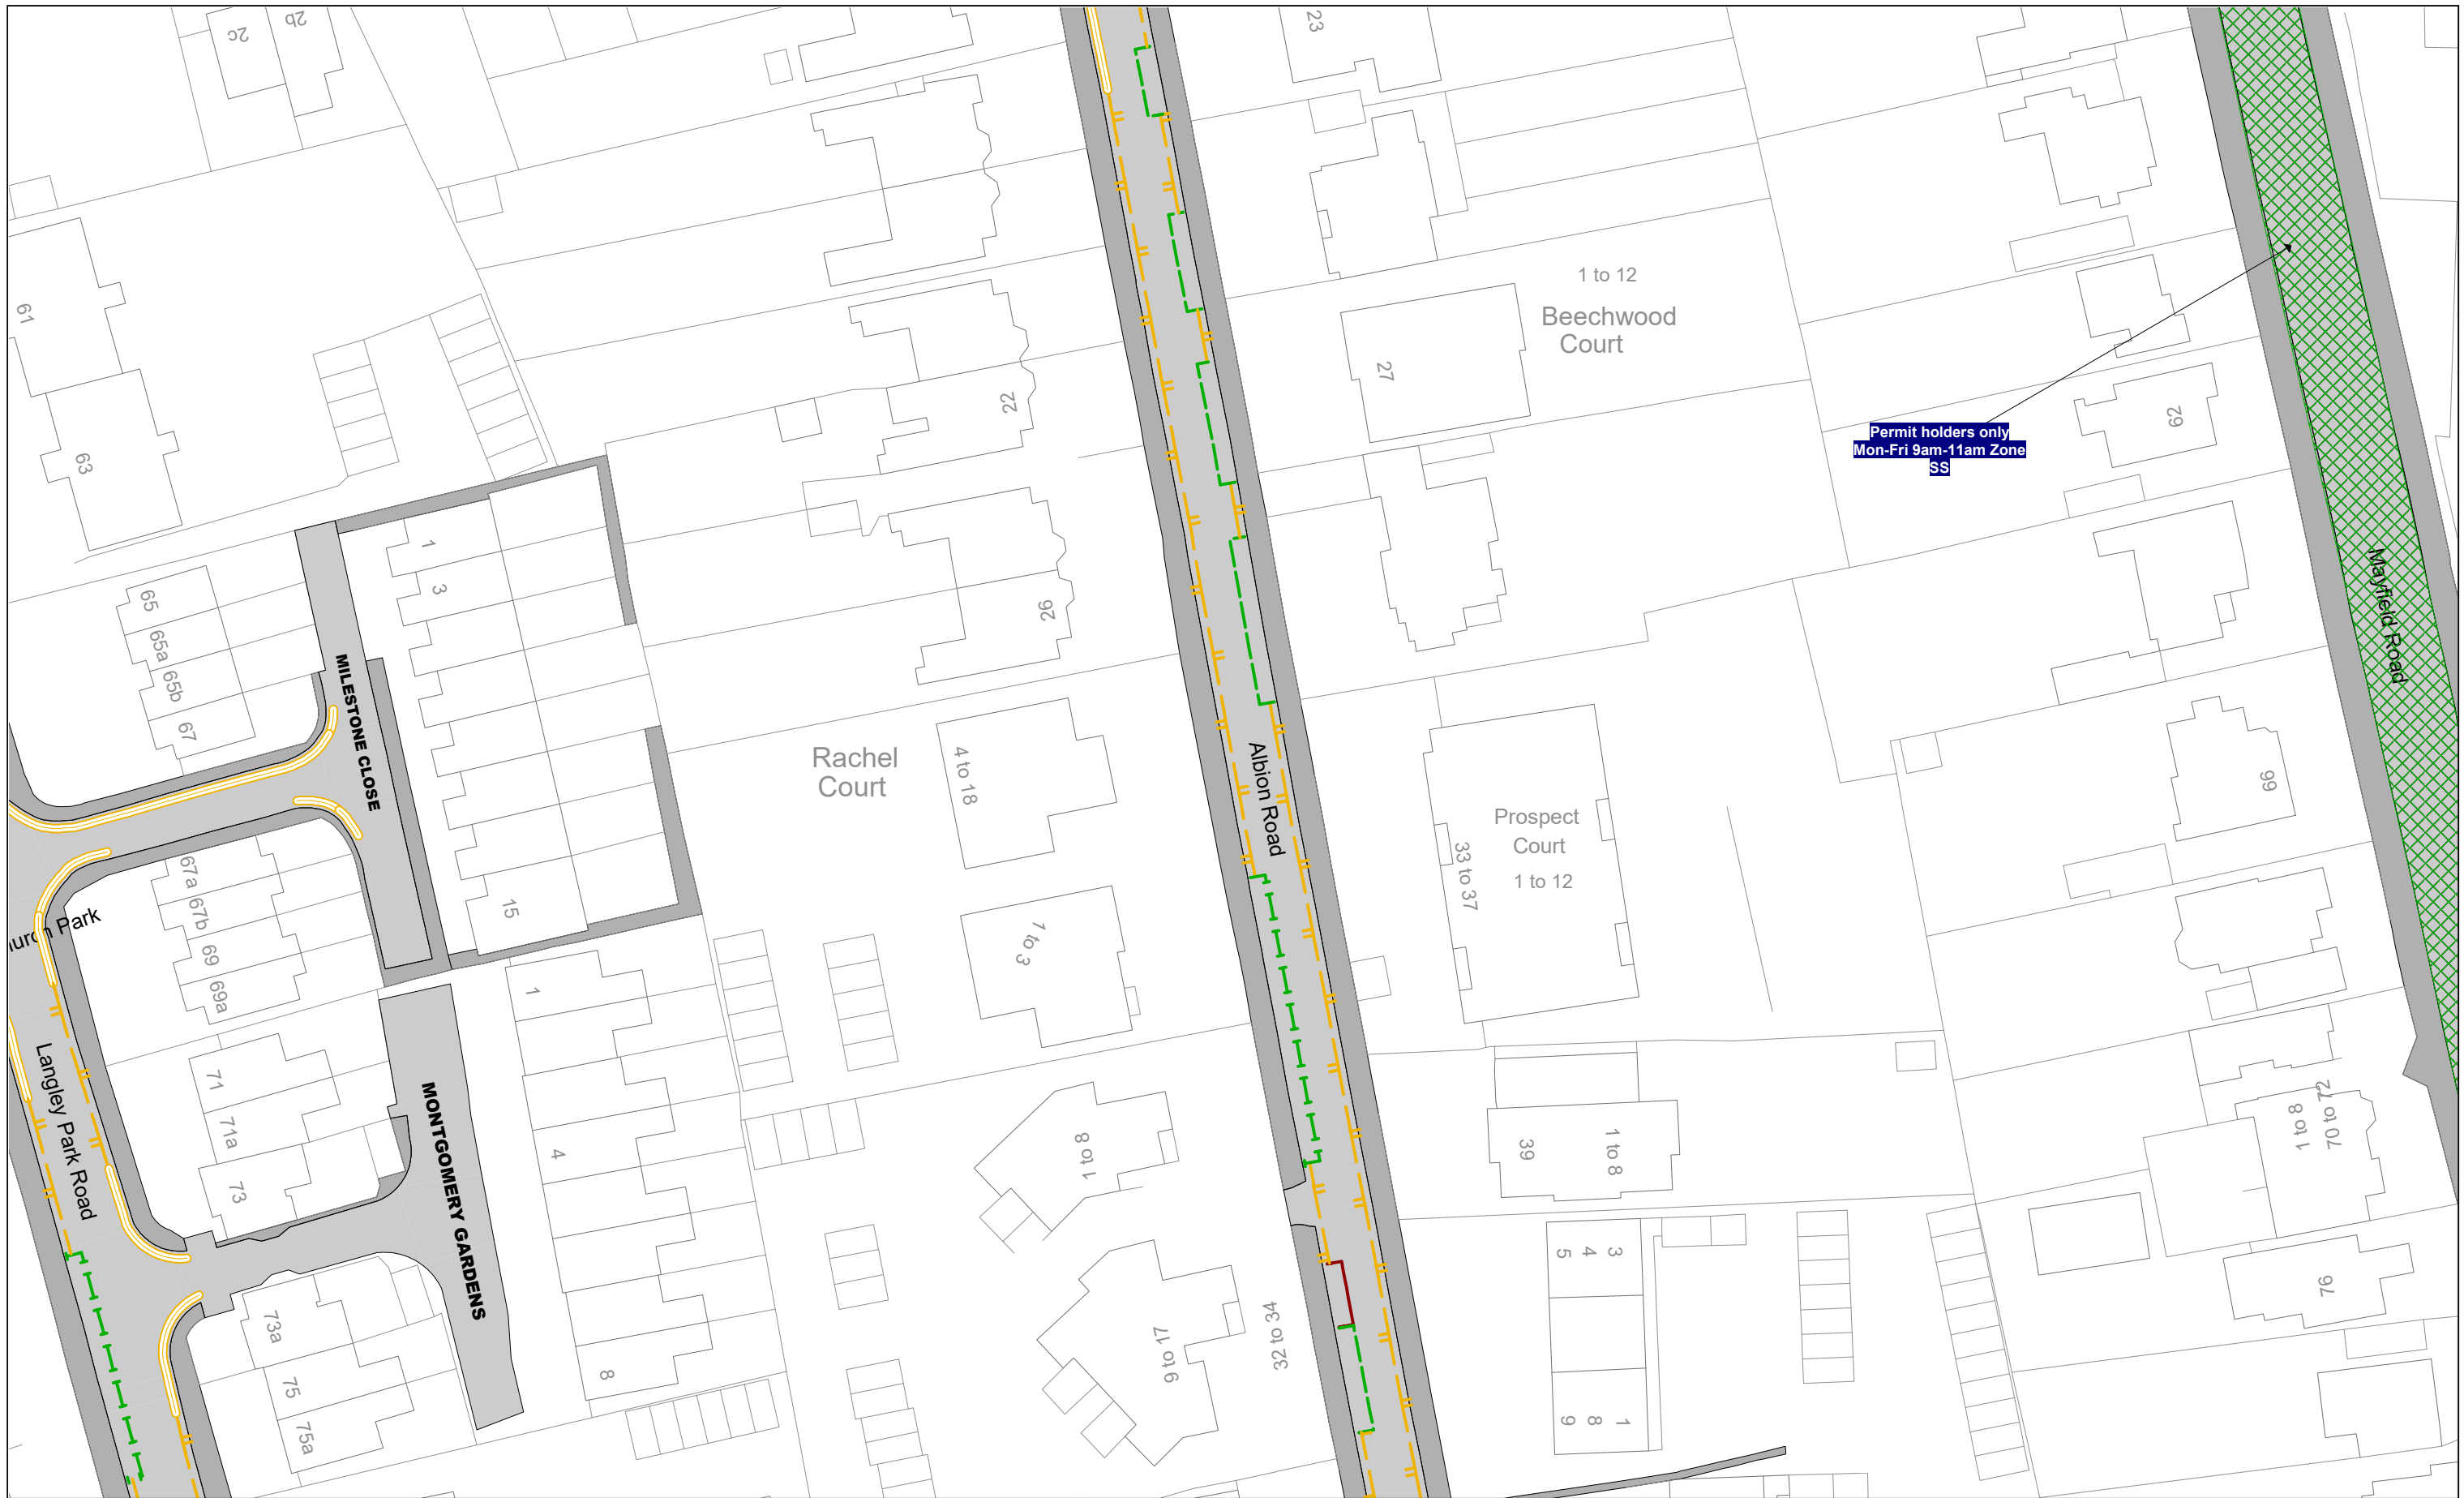 2c
2b
23
61
63
22
1 to 12
Beechwood
Court
27
Permit holders only
Mon-Fri 9am-11am Zone
SS
62
1
3
65
65a
65b
67
MILESTONE CLOSE
26
Mayfield Road
Rachel
Court
4 to 18
Albion Road
Prospect
Court
1 to 12
33 to 37
66
67a
67b
69
69a
15
1 to 3
1
Park
Langley Park Road
71
71a
73
MONTGOMERY GARDENS
4
1 to 8
39
1 to 8
70 to 72
1 to 8
5
4
3
76
73a
75
75a
8
9 to 17
32 to 34
9
8
1